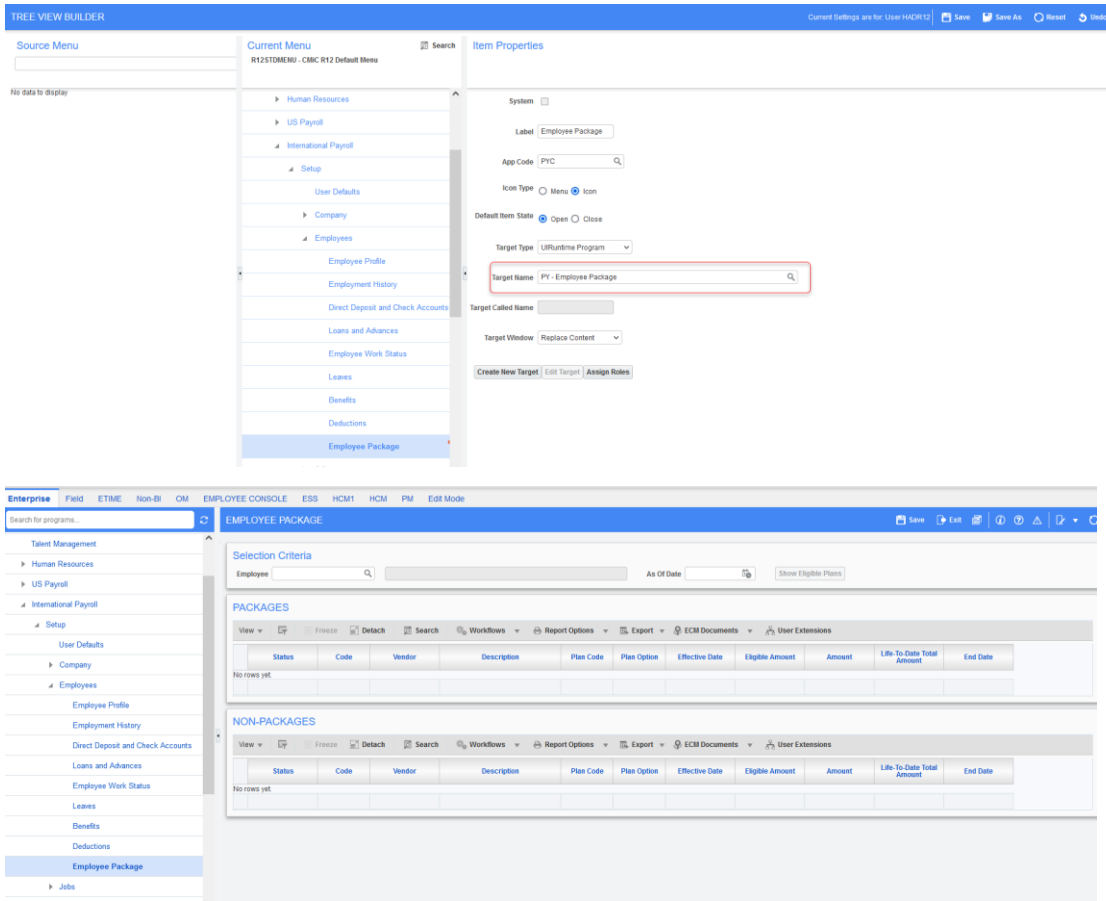 TREE VIEW BUILDER
Current Settings are for: User HADR12 Save Save As Reset Undo
Source Menu
No data to display
Current Menu Search
R12STDMENU - CMiC R12 Default Menu
Human Resources
US Payroll
International Payroll
Setup
User Defaults
Company
Employees
Employee Profile
Employment History
Direct Deposit and Check Accounts
Loans and Advances
Employee Work Status
Leaves
Benefits
Deductions
Employee Package
Item Properties
System
Label Employee Package
App Code PYC
Icon Type Menu Icon
Default Item State Open Close
Target Type UIRuntime Program
Target Name PY - Employee Package
Target Called Name
Target Window Replace Content
Create New Target Edit Target Assign Roles
Enterprise Field ETIME Non-BI OM EMPLOYEE CONSOLE ESS HCM1 HCM PM Edit Mode
Search for programs...
Talent Management
Human Resources
US Payroll
International Payroll
Setup
User Defaults
Company
Employees
Employee Profile
Employment History
Direct Deposit and Check Accounts
Loans and Advances
Employee Work Status
Leaves
Benefits
Deductions
Employee Package
Jobs
EMPLOYEE PACKAGE Save Exit
Selection Criteria
Employee As Of Date Show Eligible Plans
PACKAGES
View Freeze Detach Search Workflows Report Options Export ECM Documents User Extensions
Status Code Vendor Description Plan Code Plan Option Effective Date Eligible Amount Amount Life-To-Date Total Amount End Date
No rows yet.
NON-PACKAGES
View Freeze Detach Search Workflows Report Options Export ECM Documents User Extensions
Status Code Vendor Description Plan Code Plan Option Effective Date Eligible Amount Amount Life-To-Date Total Amount End Date
No rows yet.